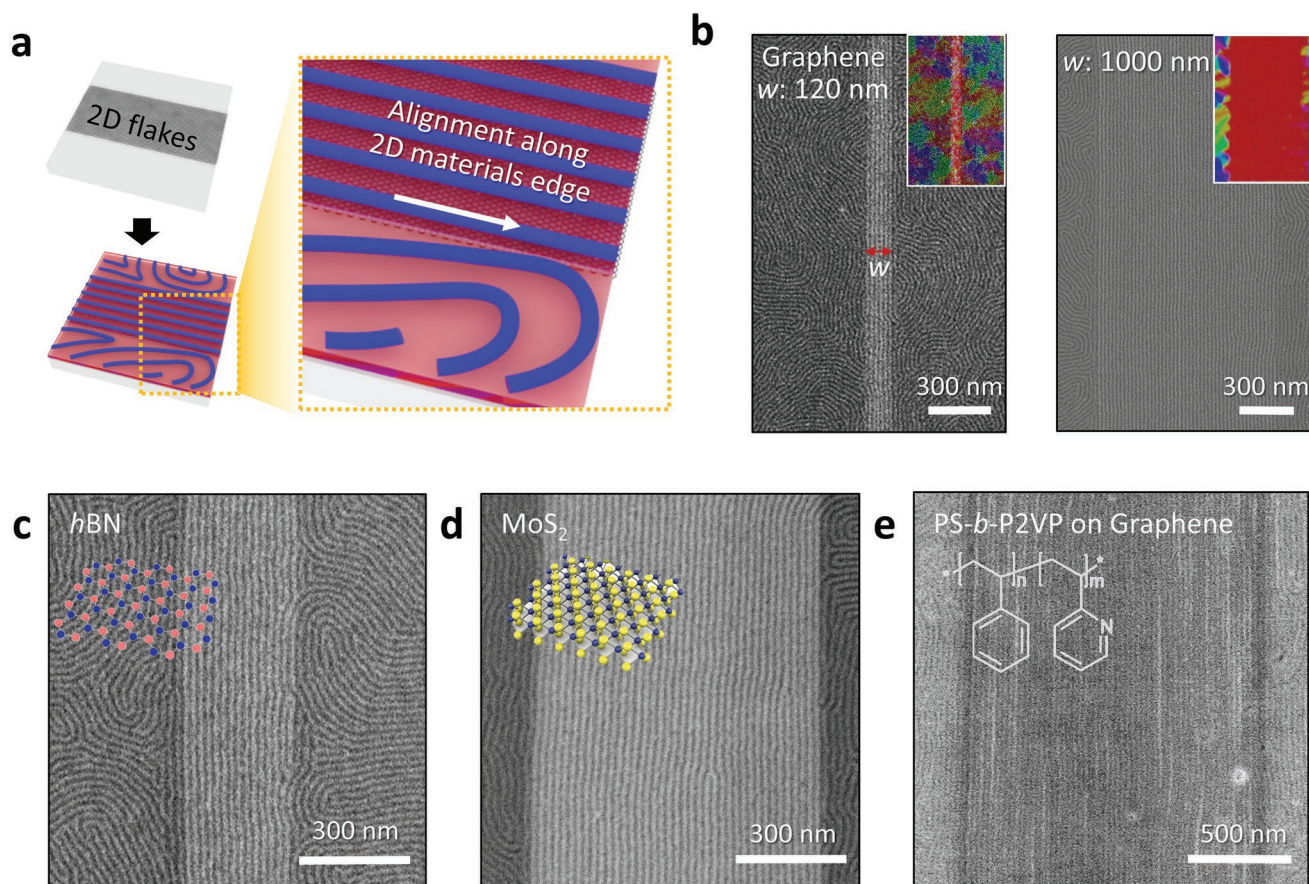 a
2D flakes
Alignment along
2D materials edge
b
Graphene
w: 120 nm
w
300 nm
w: 1000 nm
300 nm
c
hBN
300 nm
d
MoS₂
300 nm
e
PS-b-P2VP on Graphene
* n m *
N
500 nm